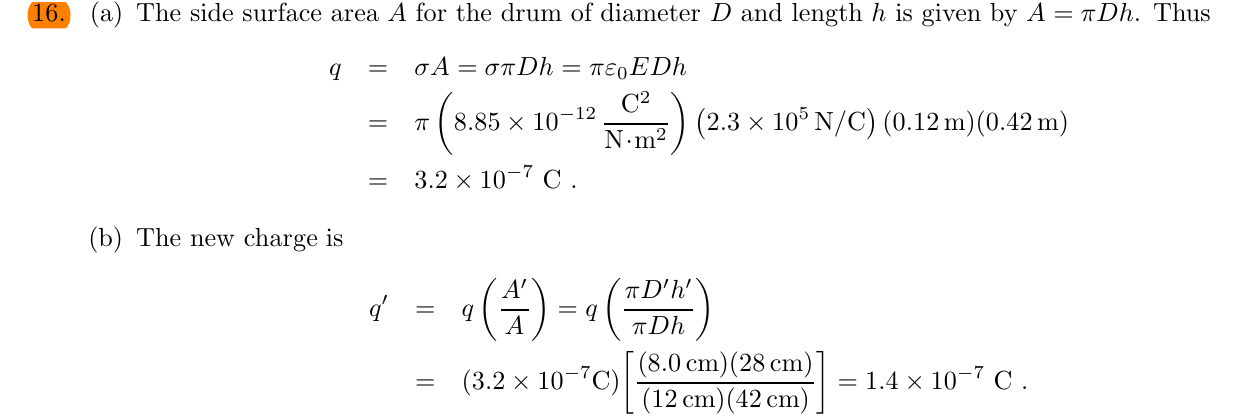 16. (a) The side surface area A for the drum of diameter D and length h is given by A = πDh. Thus
q = σA = σπDh = πε₀EDh
= π (8.85 × 10⁻¹² C²/N·m²) (2.3 × 10⁵ N/C) (0.12 m)(0.42 m)
= 3.2 × 10⁻⁷ C .
(b) The new charge is
q′ = q (A′/A) = q (πD′h′/πDh)
= (3.2 × 10⁻⁷C) [(8.0 cm)(28 cm)/(12 cm)(42 cm)] = 1.4 × 10⁻⁷ C .